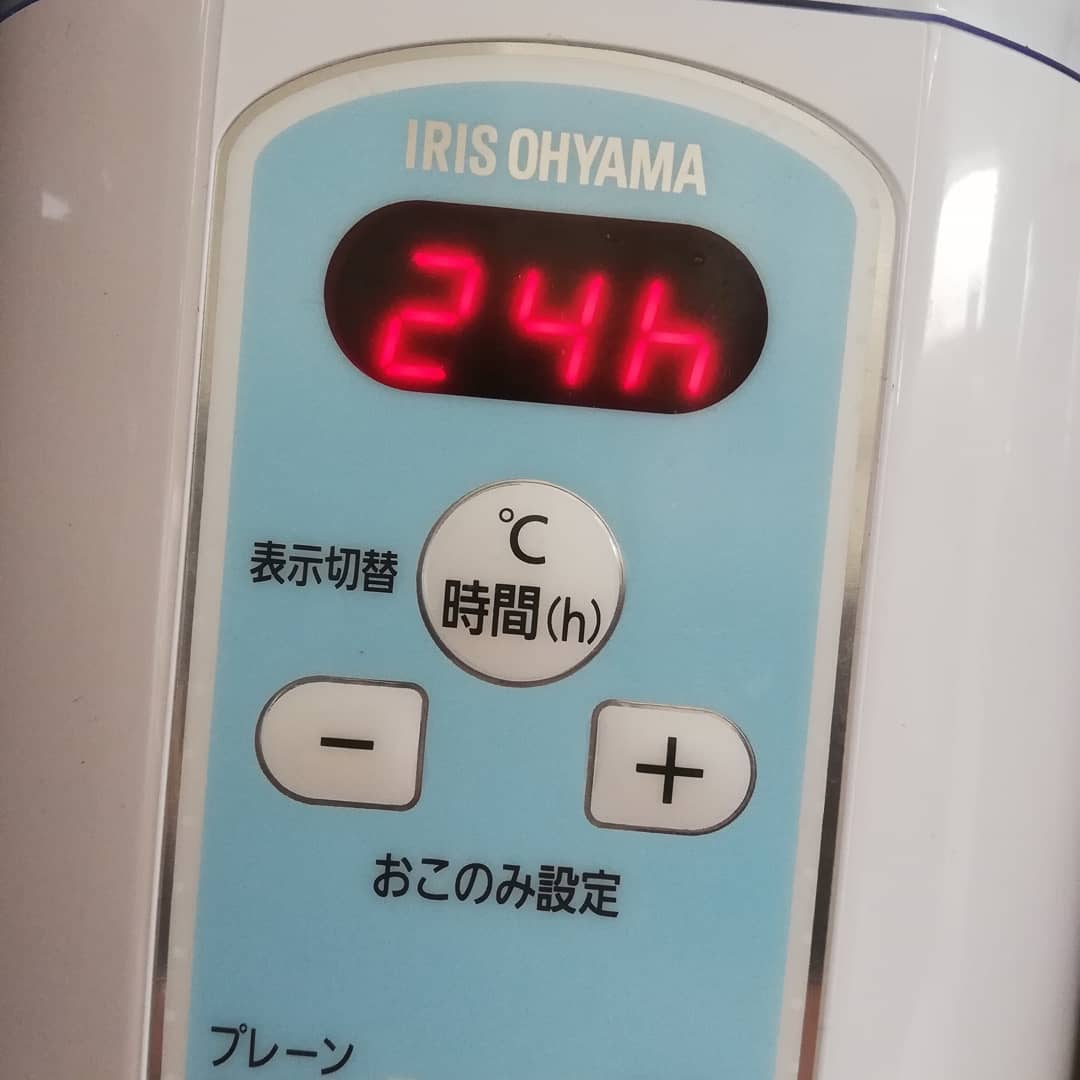 IRIS OHYAMA
24h
℃
表示切替
時間(h)
−
+
おこのみ設定
プレーン